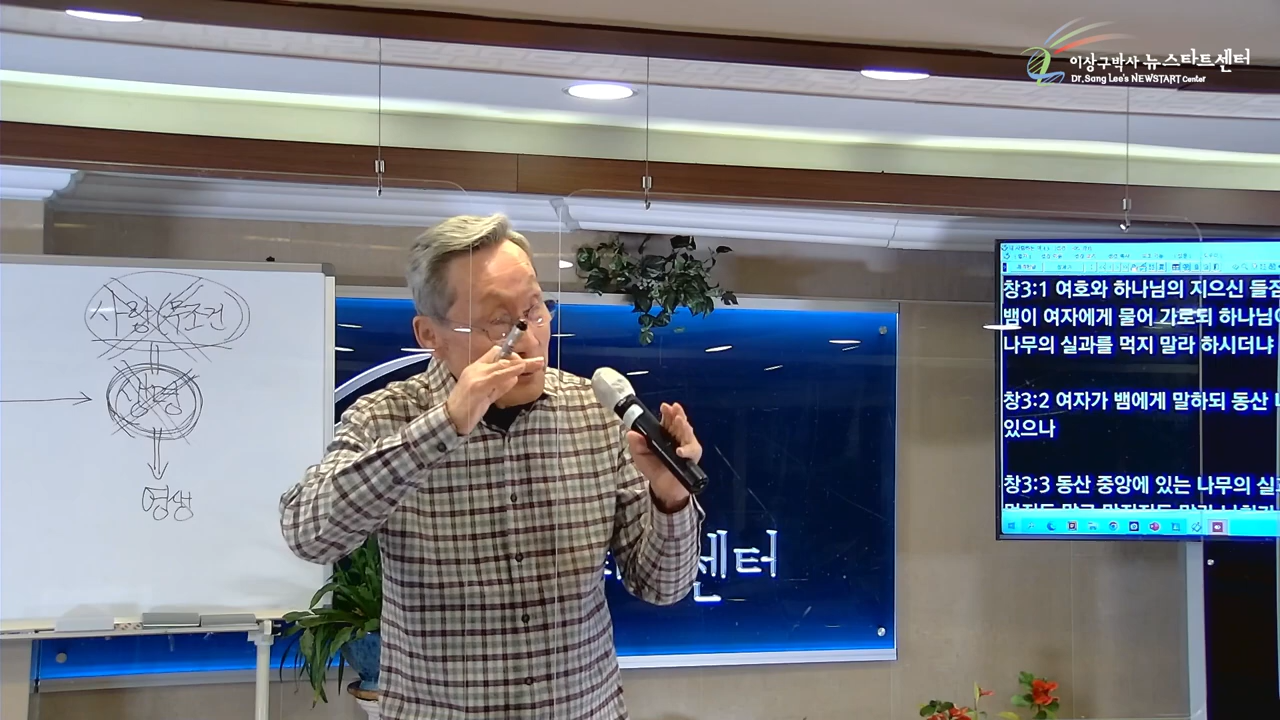 이상구박사 뉴스타트센터
Dr. Sang Lee's NEWSTART Center
사랑(무조건
영생
창3:1 여호와 하나님의 지으신 들짐
뱀이 여자에게 물어 가로되 하나님이
나무의 실과를 먹지 말라 하시더냐
창3:2 여자가 뱀에게 말하되 동산
있으나
창3:3 동산 중앙에 있는 나무의 실과
센터